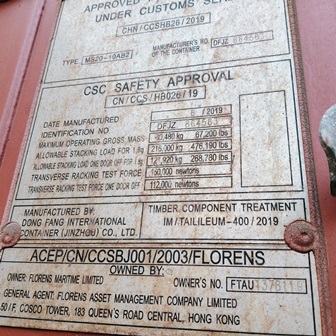 APPROVED
UNDER CUSTOMS
CHN/CCSHB26/2019
TYPE MS20-10AB2
MANUFACTURER'S NO.
OF THE CONTAINER
DFJZ
CSC SAFETY APPROVAL
CN/CCS/HB026/19
DATE MANUFACTURED
2019
IDENTIFICATION NO
DFJZ
MAXIMUM OPERATING GROSS MASS 30,480 kg 67,200 lbs
ALLOWABLE STACKING LOAD FOR 1.8g 216,000 kg 476,190 lbs
ALLOWABLE STACKING LOAD ONE DOOR OFF FOR 1.8g 121,920 kg 268,780 lbs
TRANSVERSE RACKING TEST FORCE 150,000 newtons
TRANSVERSE RACKING TEST FORCE ONE DOOR OFF 112,000 newtons
MANUFACTURED BY:
DONG FANG INTERNATIONAL
CONTAINER (JINZHOU) CO., LTD.
TIMBER COMPONENT TREATMENT
IM/TAILILEUM-400/2019
ACEP/CN/CCSBJ001/2003/FLORENS
OWNED BY:
OWNER: FLORENS MARITIME LIMITED
OWNER'S NO. FTAU
GENERAL AGENT: FLORENS ASSET MANAGEMENT COMPANY LIMITED
50/F. COSCO TOWER, 183 QUEEN'S ROAD CENTRAL, HONG KONG